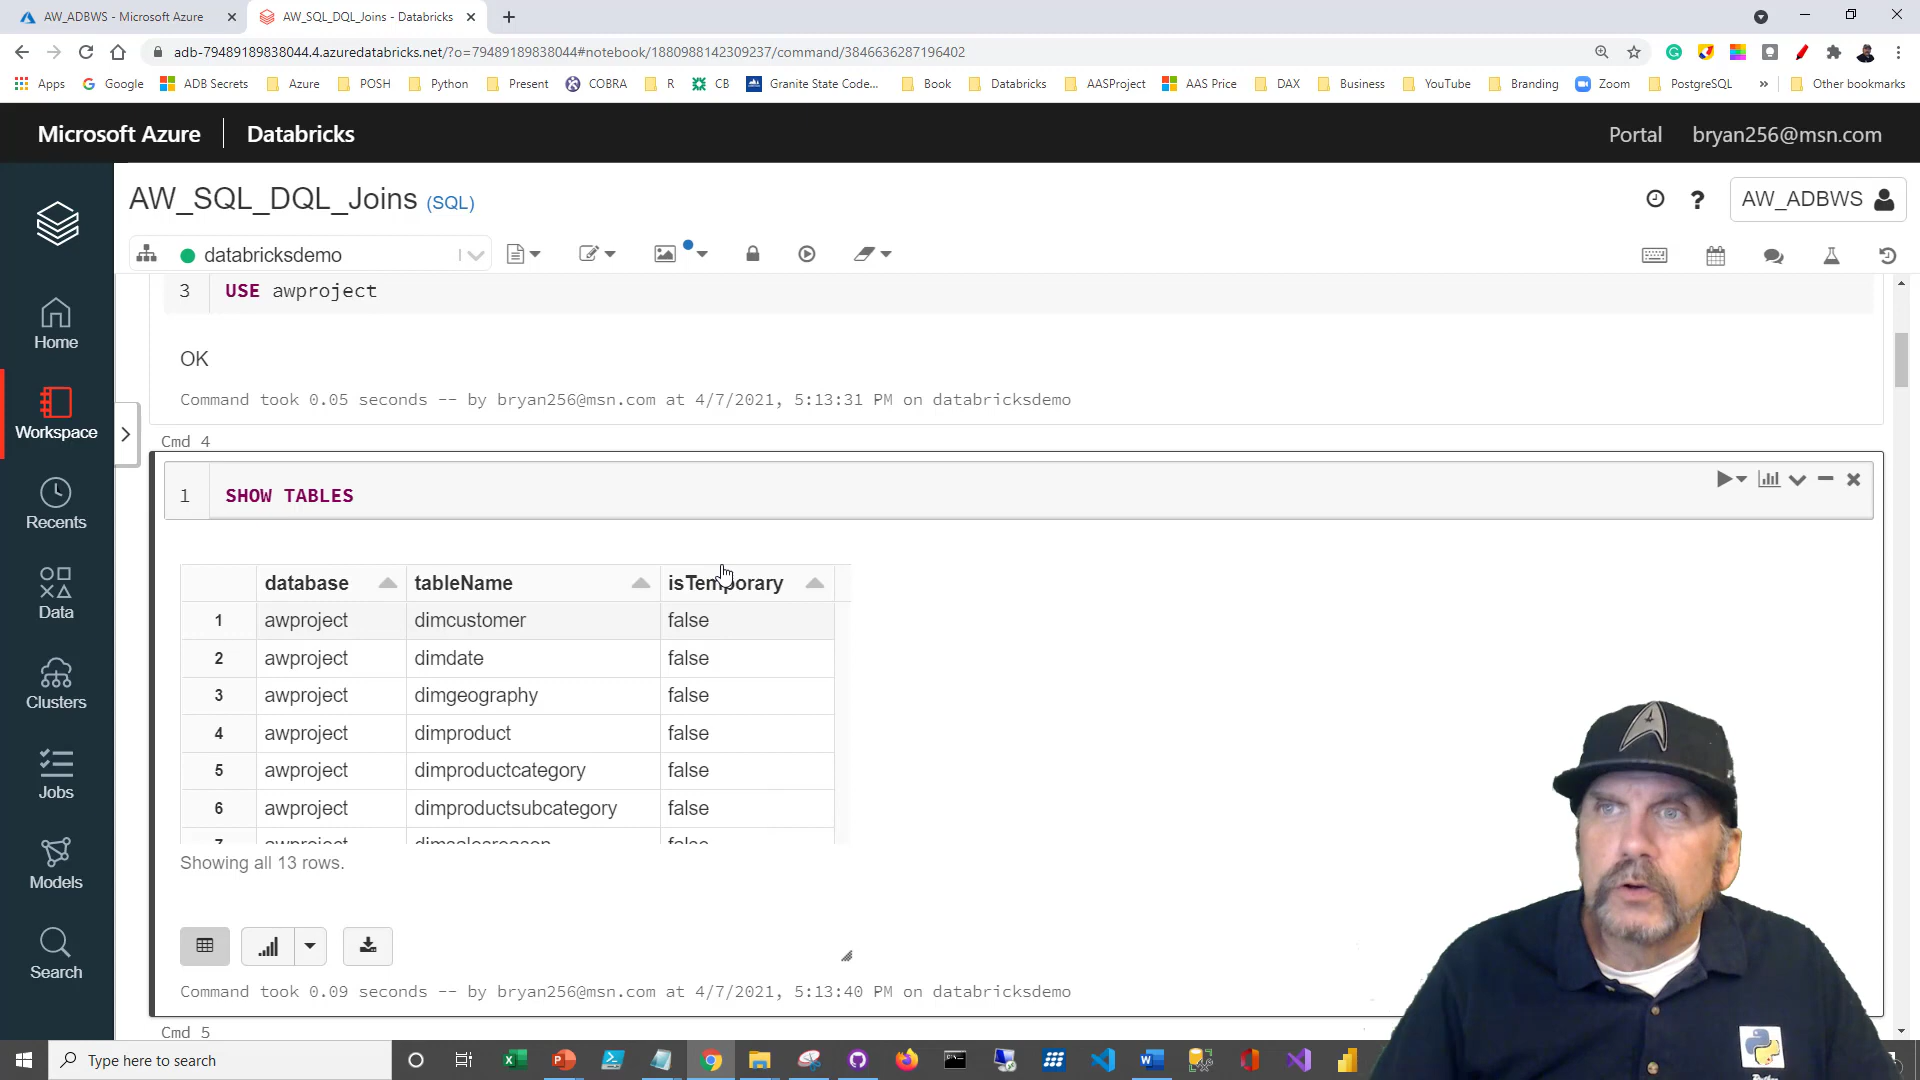 AW_ADBWS - Microsoft Azure
AW_SQL_DQL_Joins - Databricks
adb-79489189838044.4.azuredatabricks.net/?o=79489189838044#notebook/1880988142309237/command/3846636287196402
Apps
Google
ADB Secrets
Azure
POSH
Python
Present
COBRA
R
CB
Granite State Code...
Book
Databricks
AASProject
AAS Price
DAX
Business
YouTube
Branding
Zoom
PostgreSQL
Other bookmarks
Microsoft Azure
Databricks
Portal
bryan256@msn.com
AW_SQL_DQL_Joins (SQL)
AW_ADBWS
databricksdemo
3 USE awproject
OK
Command took 0.05 seconds -- by bryan256@msn.com at 4/7/2021, 5:13:31 PM on databricksdemo
Cmd 4
1 SHOW TABLES
database tableName isTemporary
1 awproject dimcustomer false
2 awproject dimdate false
3 awproject dimgeography false
4 awproject dimproduct false
5 awproject dimproductcategory false
6 awproject dimproductsubcategory false
7 awproject dimsalesreason false
Showing all 13 rows.
Command took 0.09 seconds -- by bryan256@msn.com at 4/7/2021, 5:13:40 PM on databricksdemo
Cmd 5
Home
Workspace
Recents
Data
Clusters
Jobs
Models
Search
Type here to search